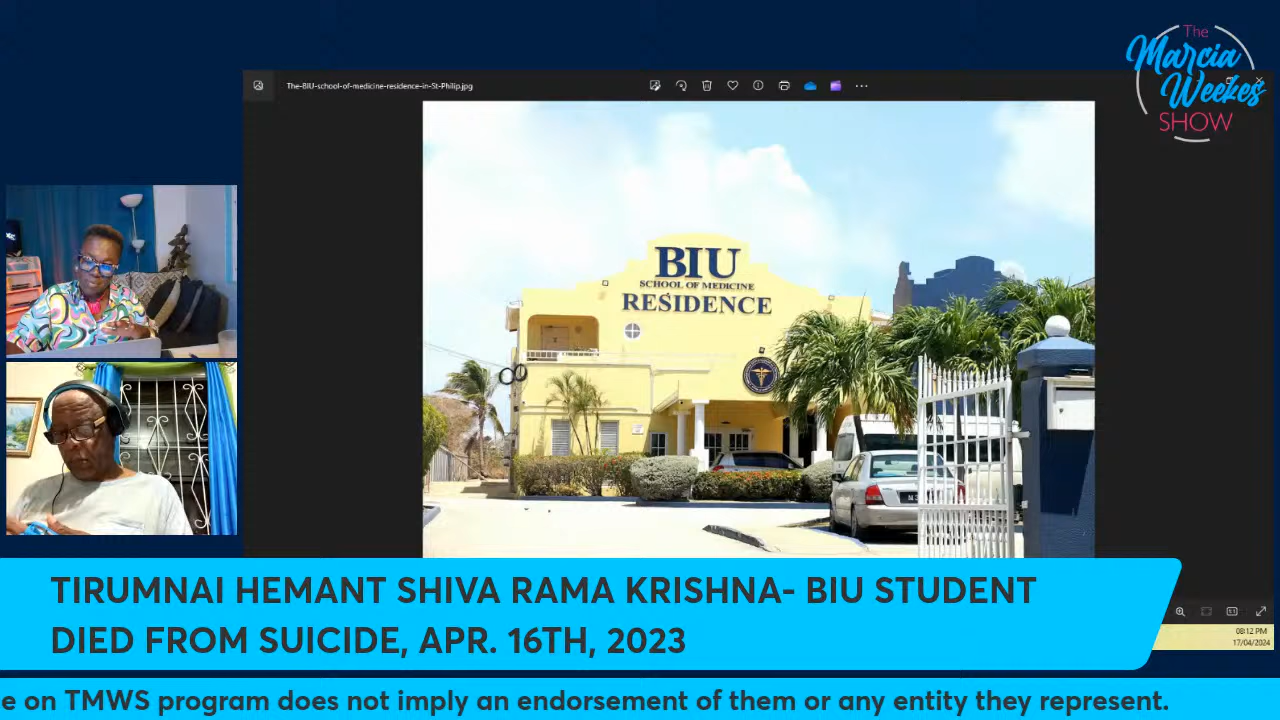 The
Marcia
Weekes
SHOW
The-BIU-school-of-medicine-residence-in-St-Philip.jpg
BIU
SCHOOL OF MEDICINE
RESIDENCE
TIRUMNAI HEMANT SHIVA RAMA KRISHNA- BIU STUDENT
DIED FROM SUICIDE, APR. 16TH, 2023
08:12 PM
17/04/2024
e on TMWS program does not imply an endorsement of them or any entity they represent.